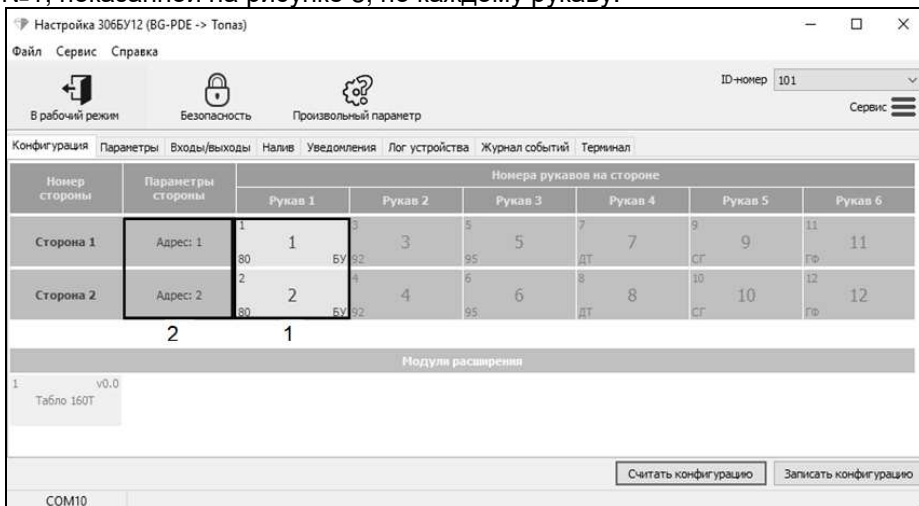 №1, показанной на рисунке 8, по каждому рукаву.
Настройка 306БУ12 (BG-PDE -> Топаз)
Файл Сервис Справка
В рабочий режим Безопасность Произвольный параметр ID-номер 101
Сервис
Конфигурация Параметры Входы/выходы Налив Уведомления Лог устройства Журнал событий Терминал
Номер стороны Параметры стороны Номера рукавов на стороне
Рукав 1 Рукав 2 Рукав 3 Рукав 4 Рукав 5 Рукав 6
1 3 5 7 9 11
Сторона 1 Адрес: 1 1 3 5 7 9 11
80 БУ 92 95 ДТ СГ ГФ
2 4 6 8 10 12
Сторона 2 Адрес: 2 2 4 6 8 10 12
80 БУ 92 95 ДТ СГ ГФ
2 1
Модули расширения
1 v0.0
Табло 160Т
Считать конфигурацию Записать конфигурацию
COM10